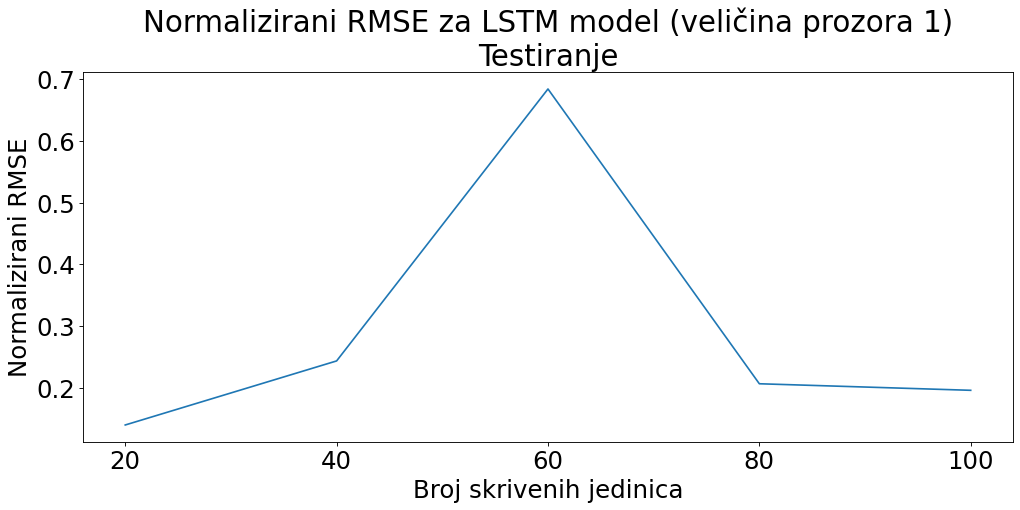 Normalizirani RMSE za LSTM model (veličina prozora 1)
Testiranje
Normalizirani RMSE
0.7
0.6
0.5
0.4
0.3
0.2
20 40 60 80 100
Broj skrivenih jedinica